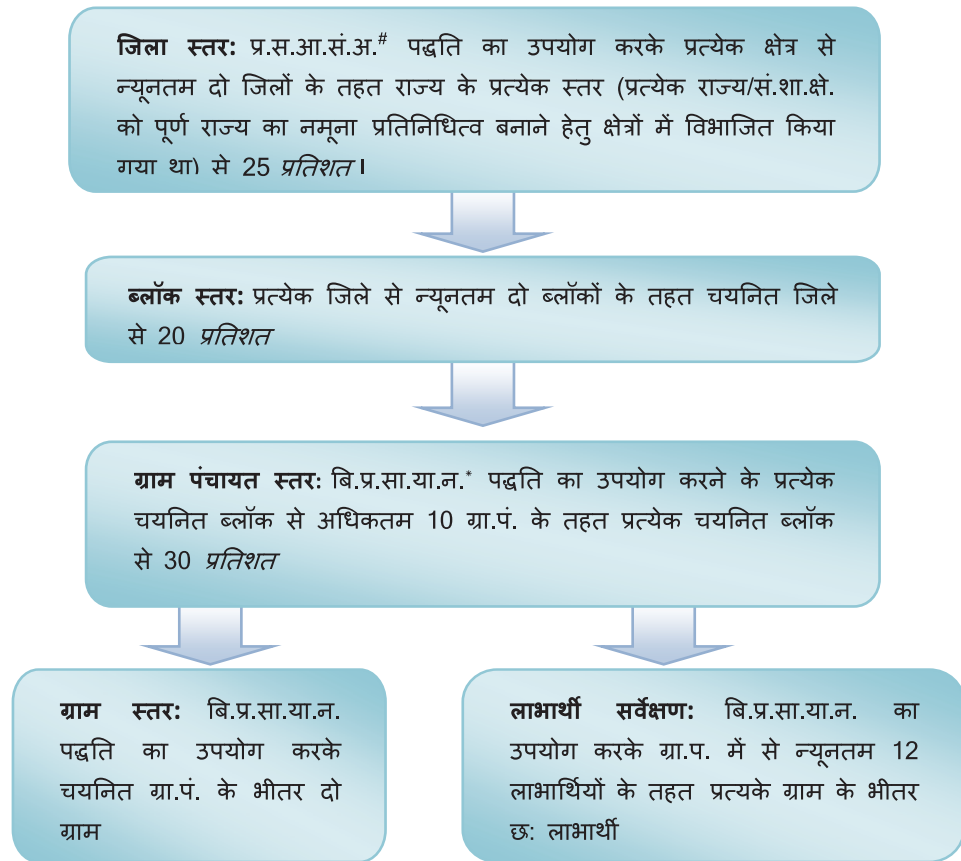 जिला स्तर: प्र.स.आ.सं.अ.# पद्धति का उपयोग करके प्रत्येक क्षेत्र से
न्यूनतम दो जिलों के तहत राज्य के प्रत्येक स्तर (प्रत्येक राज्य/सं.शा.क्षे.
को पूर्ण राज्य का नमूना प्रतिनिधित्व बनाने हेतु क्षेत्रों में विभाजित किया
गया था) से 25 प्रतिशत।
ब्लॉक स्तर: प्रत्येक जिले से न्यूनतम दो ब्लॉकों के तहत चयनित जिले
से 20 प्रतिशत
ग्राम पंचायत स्तर: बि.प्र.सा.या.न.* पद्धति का उपयोग करने के प्रत्येक
चयनित ब्लॉक से अधिकतम 10 ग्रा.पं. के तहत प्रत्येक चयनित ब्लॉक
से 30 प्रतिशत
ग्राम स्तर: बि.प्र.सा.या.न.
पद्धति का उपयोग करके
चयनित ग्रा.पं. के भीतर दो
ग्राम
लाभार्थी सर्वेक्षण: बि.प्र.सा.या.न. का
उपयोग करके ग्रा.प. में से न्यूनतम 12
लाभार्थियों के तहत प्रत्यके ग्राम के भीतर
छ: लाभार्थी